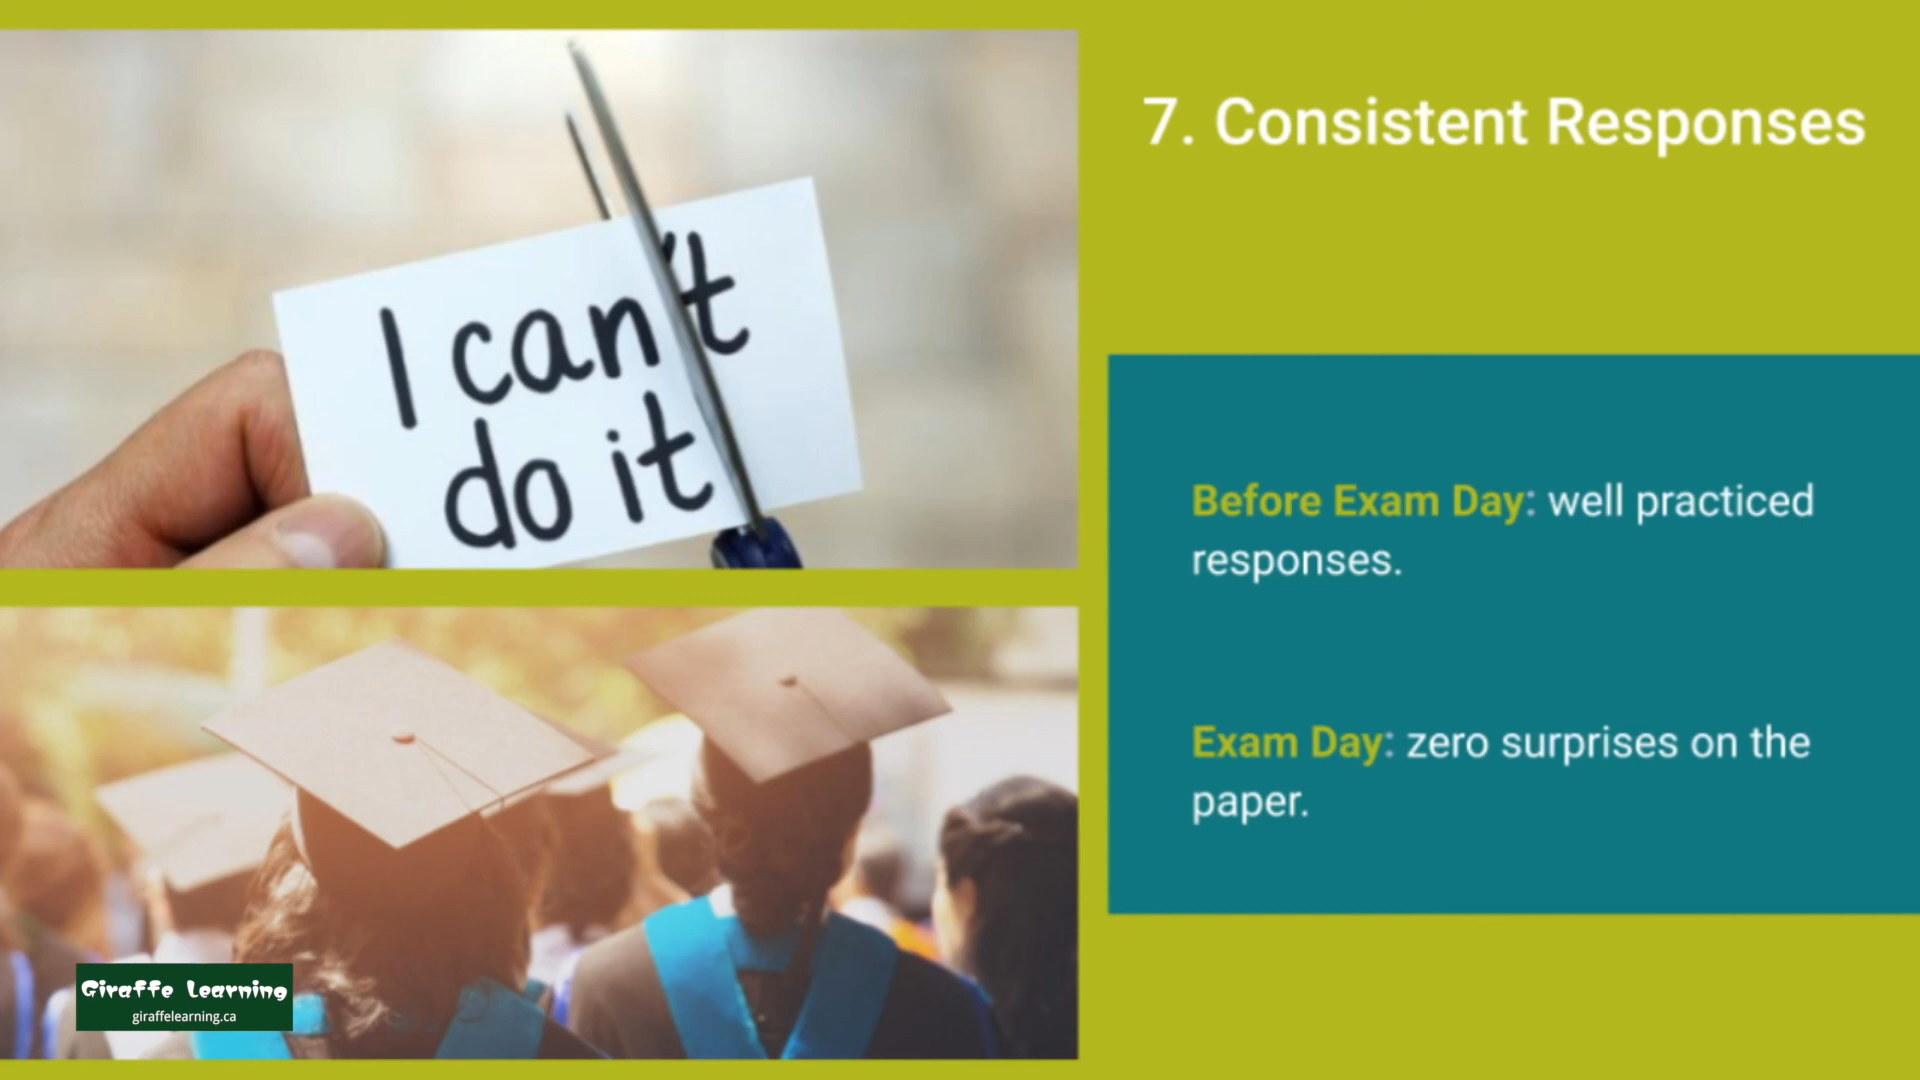 I can't
do it
7. Consistent Responses
Before Exam Day: well practiced
responses.
Exam Day: zero surprises on the
paper.
Giraffe Learning
giraffelearning.ca